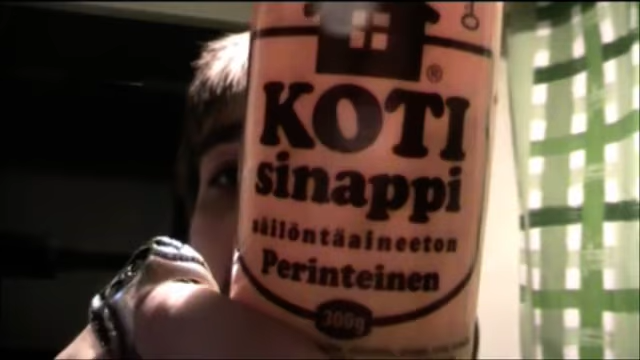 ®
KOTI
sinappi
säilöntäaineeton
Perinteinen
300g